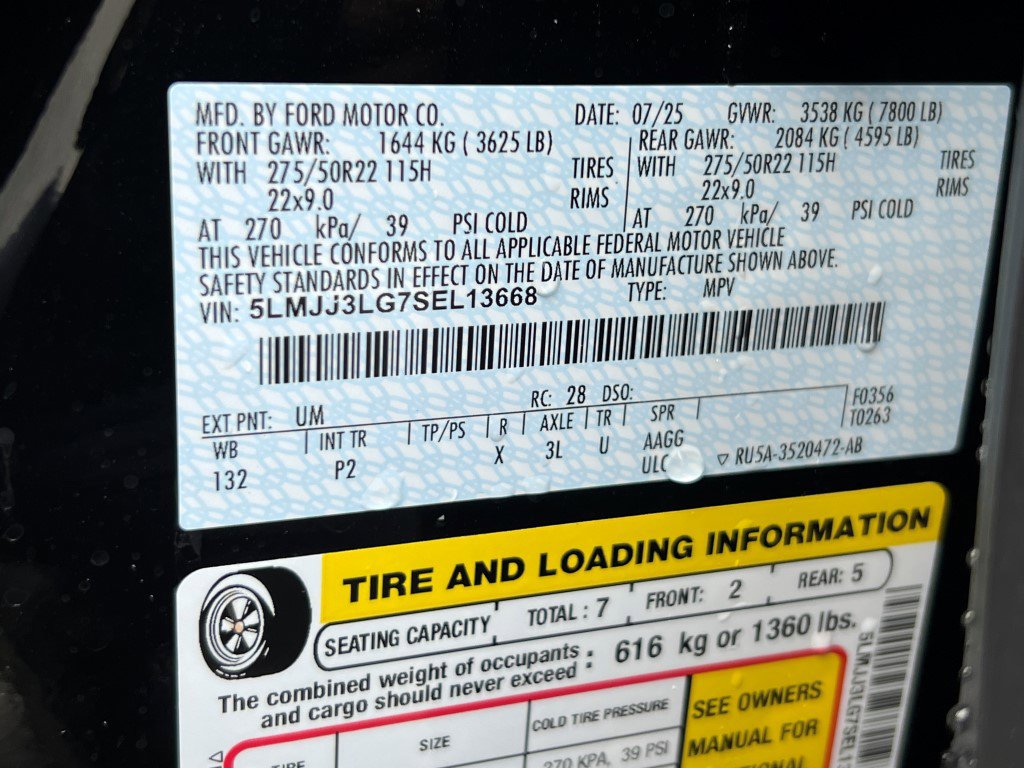 MFD. BY FORD MOTOR CO. DATE: 07/25 GVWR: 3538 KG ( 7800 LB)
FRONT GAWR: 1644 KG ( 3625 LB) REAR GAWR: 2084 KG ( 4595 LB)
WITH 275/50R22 115H TIRES WITH 275/50R22 115H TIRES
22x9.0 RIMS 22x9.0 RIMS
AT 270 kPa/ 39 PSI COLD AT 270 kPa/ 39 PSI COLD
THIS VEHICLE CONFORMS TO ALL APPLICABLE FEDERAL MOTOR VEHICLE
SAFETY STANDARDS IN EFFECT ON THE DATE OF MANUFACTURE SHOWN ABOVE.
VIN: 5LMJJ3LG7SEL13668 TYPE: MPV
EXT PNT: UM RC: 28 DSO: F0356
WB INT TR TP/PS R AXLE TR SPR T0263
132 P2 X 3L U AAGG
ULC ▽ RU5A-3520472-AB
TIRE AND LOADING INFORMATION
SEATING CAPACITY TOTAL : 7 FRONT: 2 REAR: 5
The combined weight of occupants : 616 kg or 1360 lbs.
and cargo should never exceed
TIRE SIZE COLD TIRE PRESSURE SEE OWNERS
270 KPA, 39 PSI MANUAL FOR